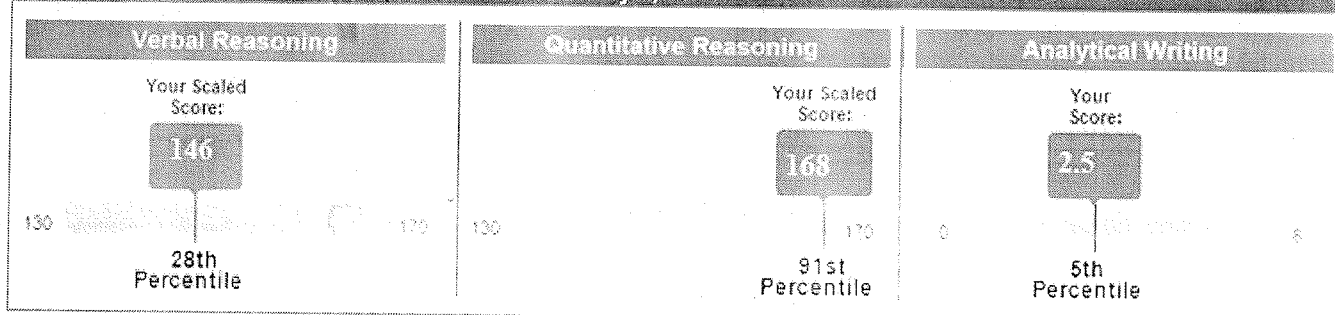 Verbal Reasoning
Your Scaled
Score:
146
130
170
28th
Percentile
Quantitative Reasoning
Your Scaled
Score:
168
130
170
91st
Percentile
Analytical Writing
Your
Score:
2.5
0
6
5th
Percentile